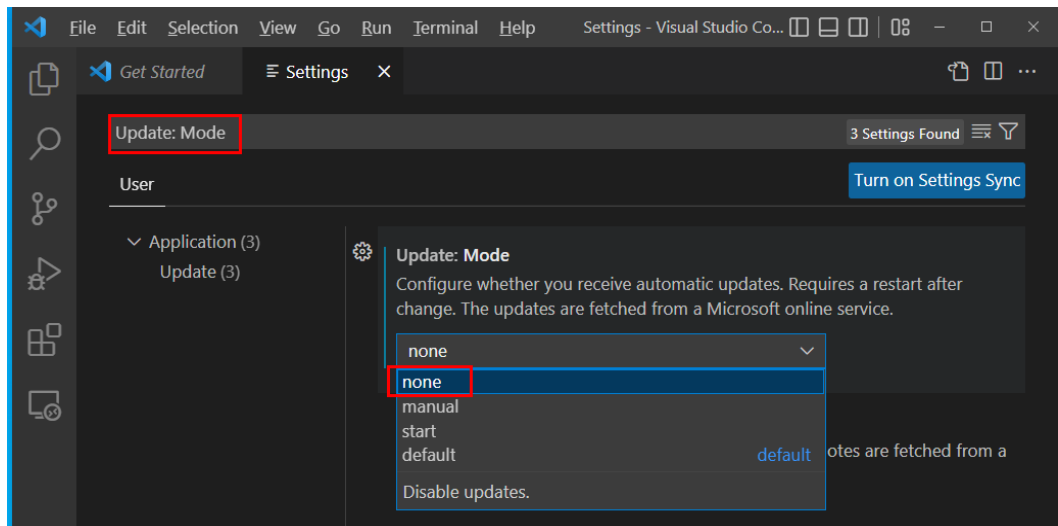 File Edit Selection View Go Run Terminal Help Settings - Visual Studio Co...
Get Started Settings
Update: Mode 3 Settings Found
User Turn on Settings Sync
Application (3)
Update (3)
Update: Mode
Configure whether you receive automatic updates. Requires a restart after
change. The updates are fetched from a Microsoft online service.
none
none
manual
start
default default
otes are fetched from a
Disable updates.